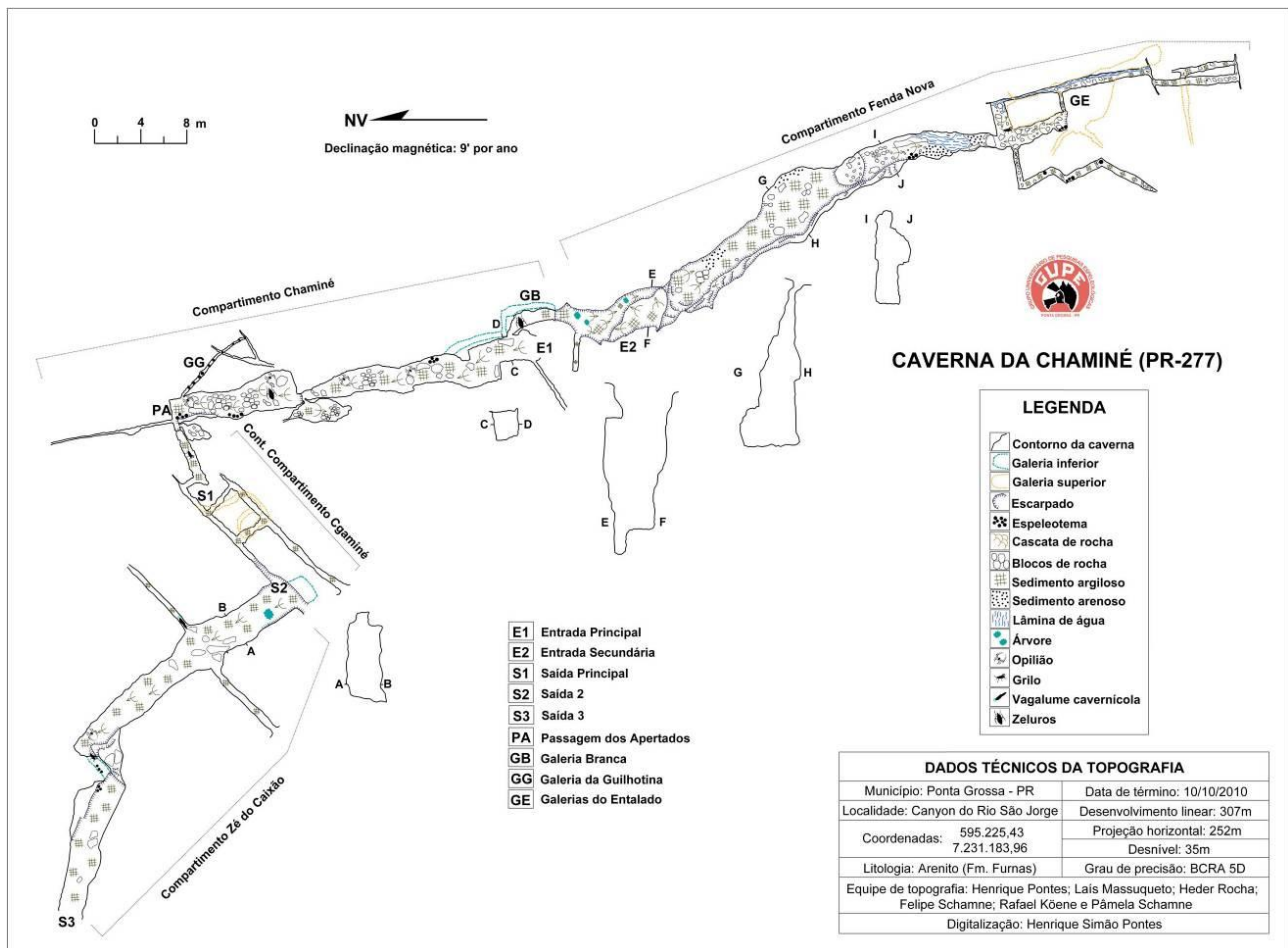 Compartimento Fenda Nova
0 4 8 m
NV
Declinação magnética: 9' por ano
GE
I
G
J
H
I J
Compartimento Chaminé
GB
E
D
E1
E2
F
C
GG
PA
C D
G H
E F
Cont. Compartimento Cgaminé
S1
S2
B
A
A B
Compartimento Zé do Caixão
S3
GUPE
PONTA GROSSA - PR
CAVERNA DA CHAMINÉ (PR-277)
LEGENDA
Contorno da caverna
Galeria inferior
Galeria superior
Escarpado
Espeleotema
Cascata de rocha
Blocos de rocha
Sedimento argiloso
Sedimento arenoso
Lâmina de água
Árvore
Opilião
Grilo
Vagalume cavernícola
Zeluros
E1 Entrada Principal
E2 Entrada Secundária
S1 Saída Principal
S2 Saída 2
S3 Saída 3
PA Passagem dos Apertados
GB Galeria Branca
GG Galeria da Guilhotina
GE Galerias do Entalado
DADOS TÉCNICOS DA TOPOGRAFIA
Município: Ponta Grossa - PR Data de término: 10/10/2010
Localidade: Canyon do Rio São Jorge Desenvolvimento linear: 307m
Coordenadas: 595.225,43
7.231.183,96
Projeção horizontal: 252m
Desnível: 35m
Litologia: Arenito (Fm. Furnas) Grau de precisão: BCRA 5D
Equipe de topografia: Henrique Pontes; Laís Massuqueto; Heder Rocha;
Felipe Schamne; Rafael Köene e Pâmela Schamne
Digitalização: Henrique Simão Pontes